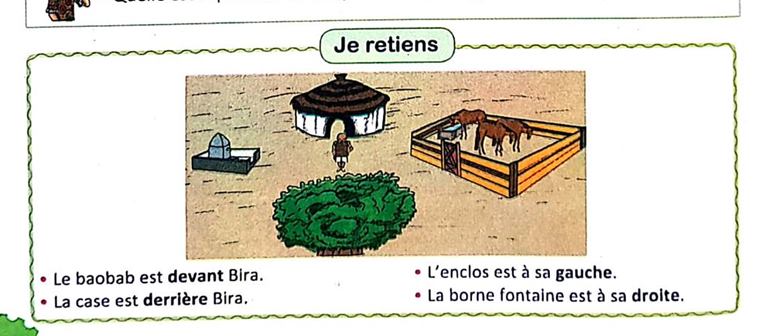 Je retiens
• Le baobab est devant Bira.
• La case est derrière Bira.
• L'enclos est à sa gauche.
• La borne fontaine est à sa droite.